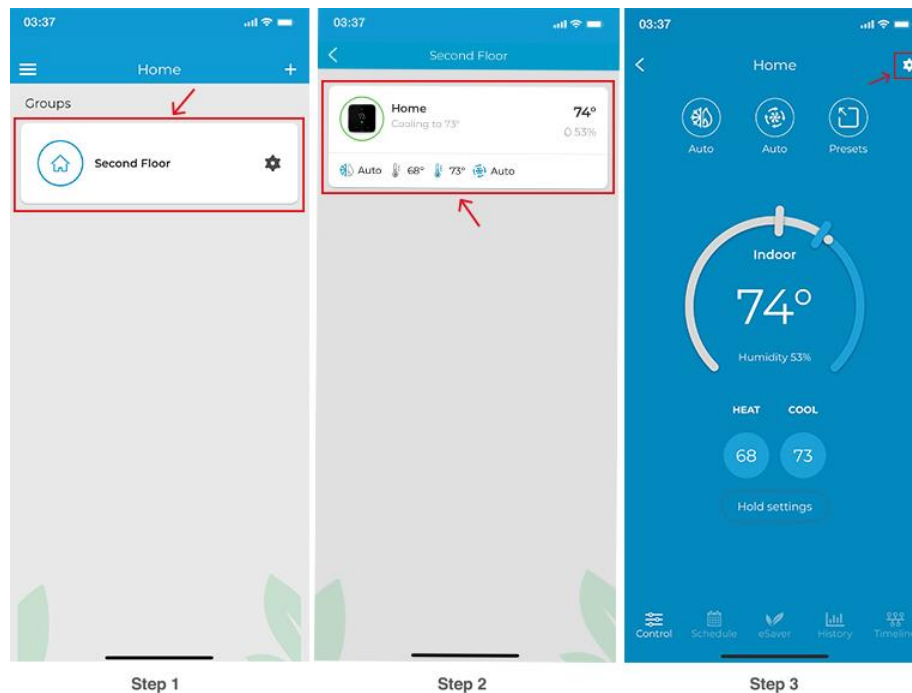 03:37
Home
Groups
Second Floor
Step 1
03:37
Second Floor
Home
74°
Cooling to 73°
53%
Auto 68° 73° Auto
Step 2
03:37
Home
Auto Auto Presets
Indoor
74°
Humidity 53%
HEAT COOL
68 73
Hold settings
Control Schedule eSaver History Timeline
Step 3